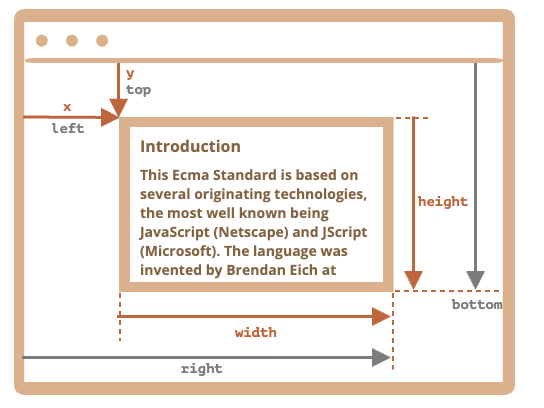 y
top
x
left
Introduction
This Ecma Standard is based on
several originating technologies,
the most well known being
JavaScript (Netscape) and JScript
(Microsoft). The language was
invented by Brendan Eich at
height
bottom
width
right